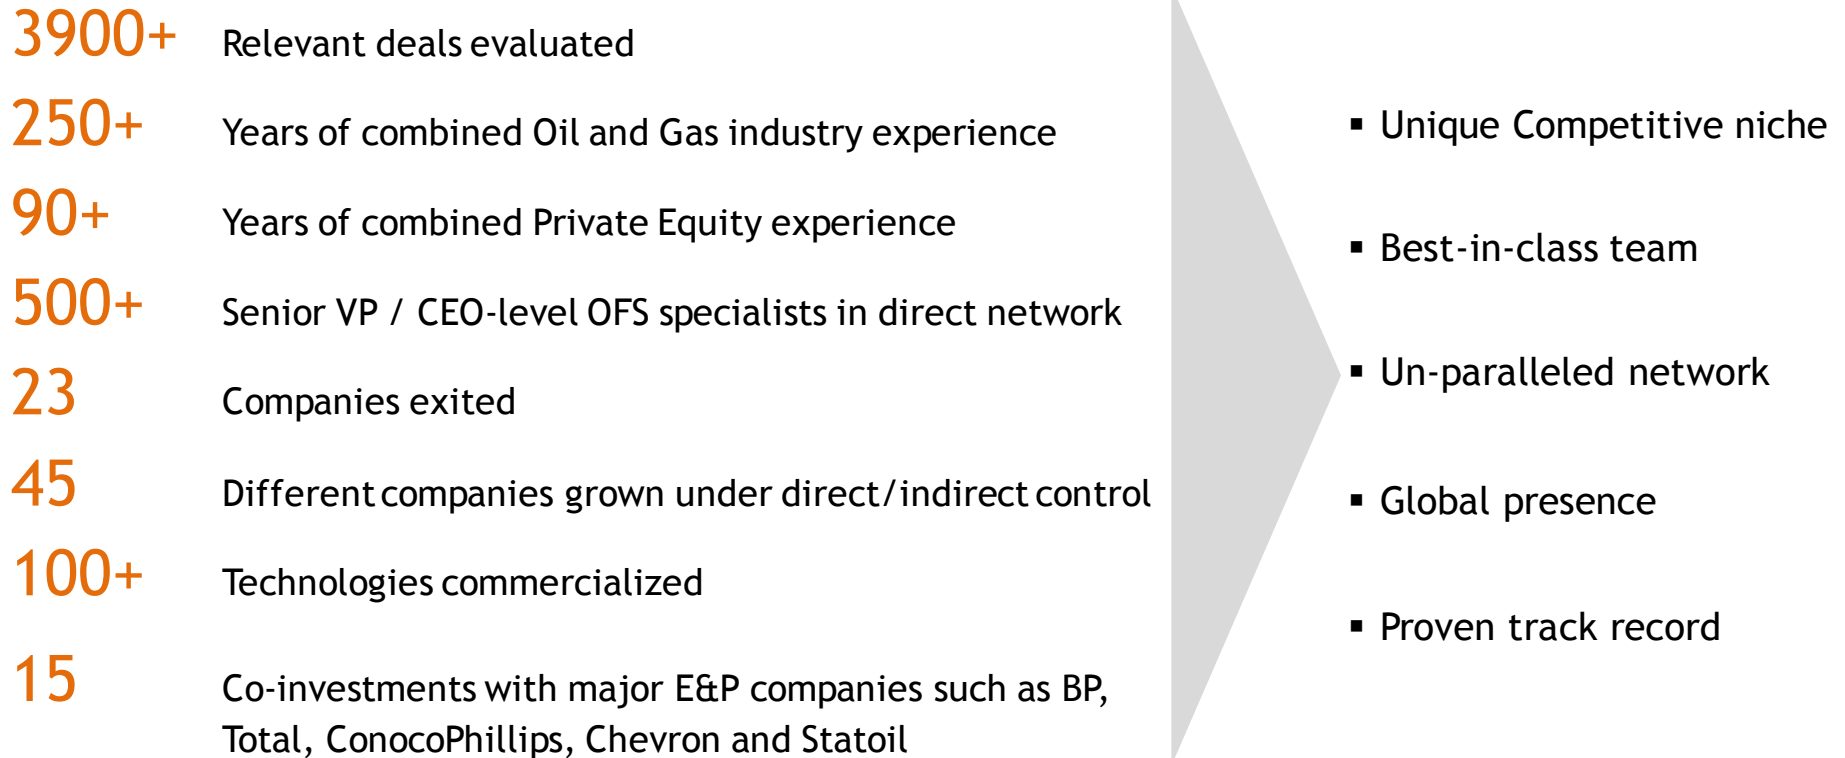 3900+ Relevant deals evaluated
250+ Years of combined Oil and Gas industry experience
90+ Years of combined Private Equity experience
500+ Senior VP / CEO-level OFS specialists in direct network
23 Companies exited
45 Different companies grown under direct/indirect control
100+ Technologies commercialized
15 Co-investments with major E&P companies such as BP,
Total, ConocoPhillips, Chevron and Statoil
▪ Unique Competitive niche
▪ Best-in-class team
▪ Un-paralleled network
▪ Global presence
▪ Proven track record